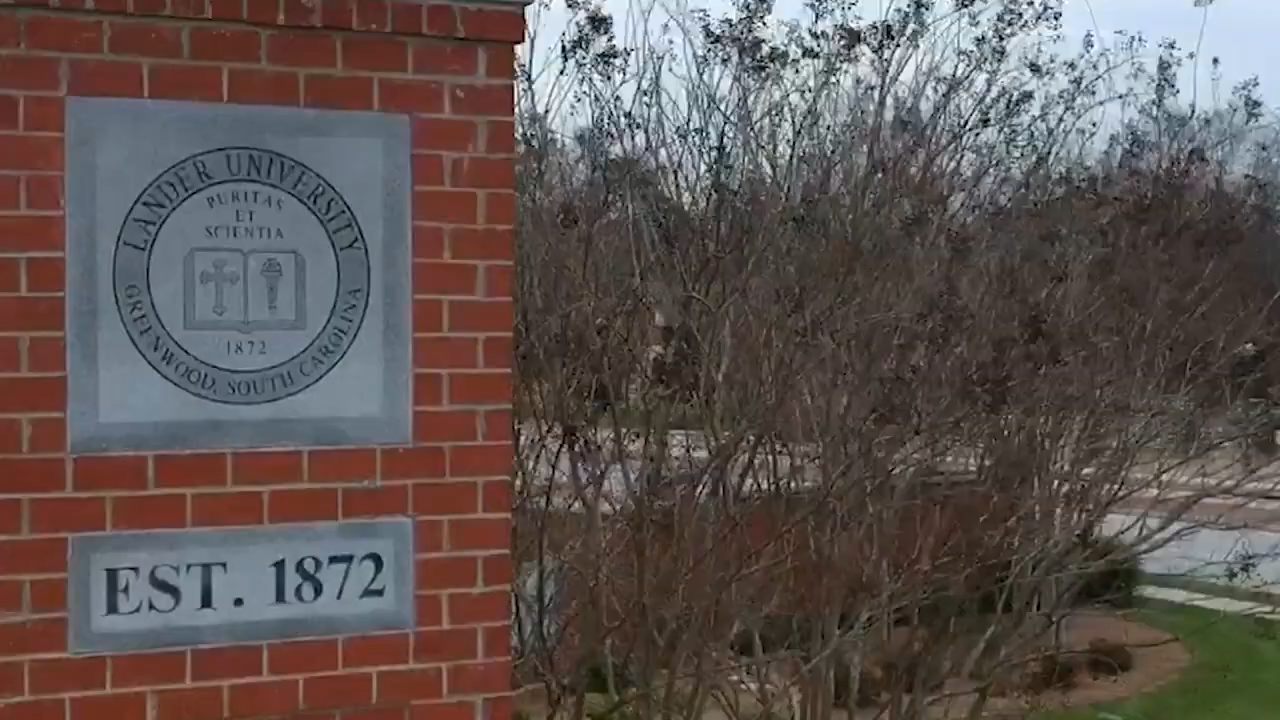 LANDER UNIVERSITY
PURITAS
ET
SCIENTIA
1872
GREENWOOD, SOUTH CAROLINA
EST. 1872